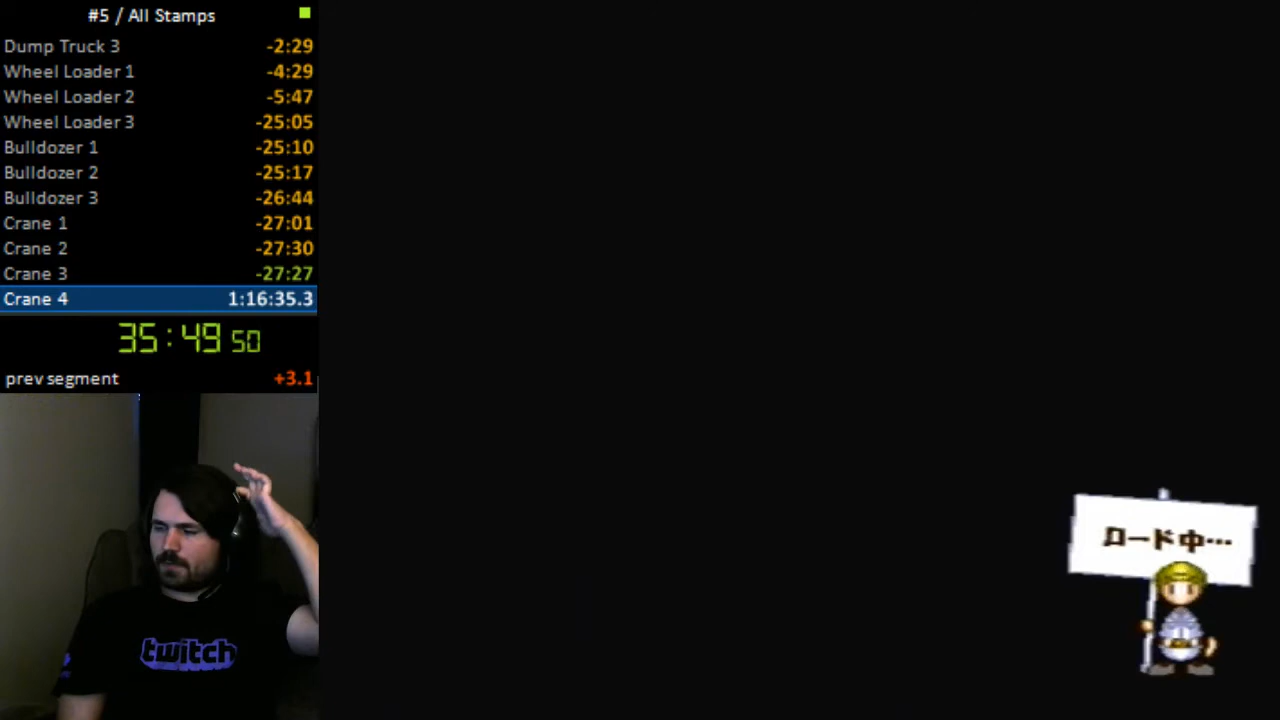 #5 / All Stamps
Dump Truck 3 -2:29
Wheel Loader 1 -4:29
Wheel Loader 2 -5:47
Wheel Loader 3 -25:05
Bulldozer 1 -25:10
Bulldozer 2 -25:17
Bulldozer 3 -26:44
Crane 1 -27:01
Crane 2 -27:30
Crane 3 -27:27
Crane 4 1:16:35.3
35:49 50
prev segment +3.1
twitch
ロード中…